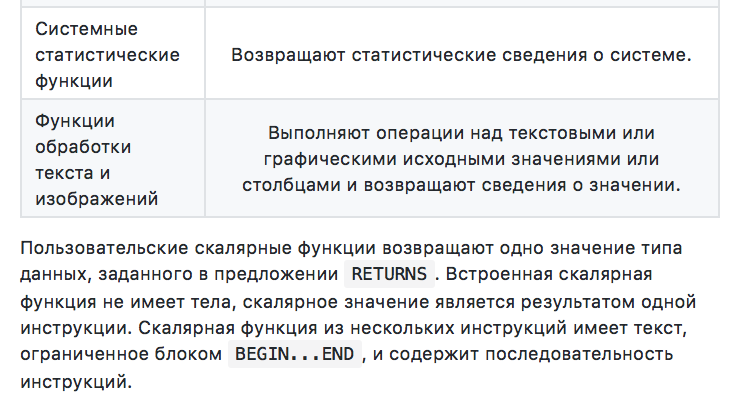 Системные
статистические
функции
Возвращают статистические сведения о системе.
Функции
обработки
текста и
изображений
Выполняют операции над текстовыми или
графическими исходными значениями или
столбцами и возвращают сведения о значении.
Пользовательские скалярные функции возвращают одно значение типа
данных, заданного в предложении RETURNS. Встроенная скалярная
функция не имеет тела, скалярное значение является результатом одной
инструкции. Скалярная функция из нескольких инструкций имеет текст,
ограниченное блоком BEGIN...END, и содержит последовательность
инструкций.